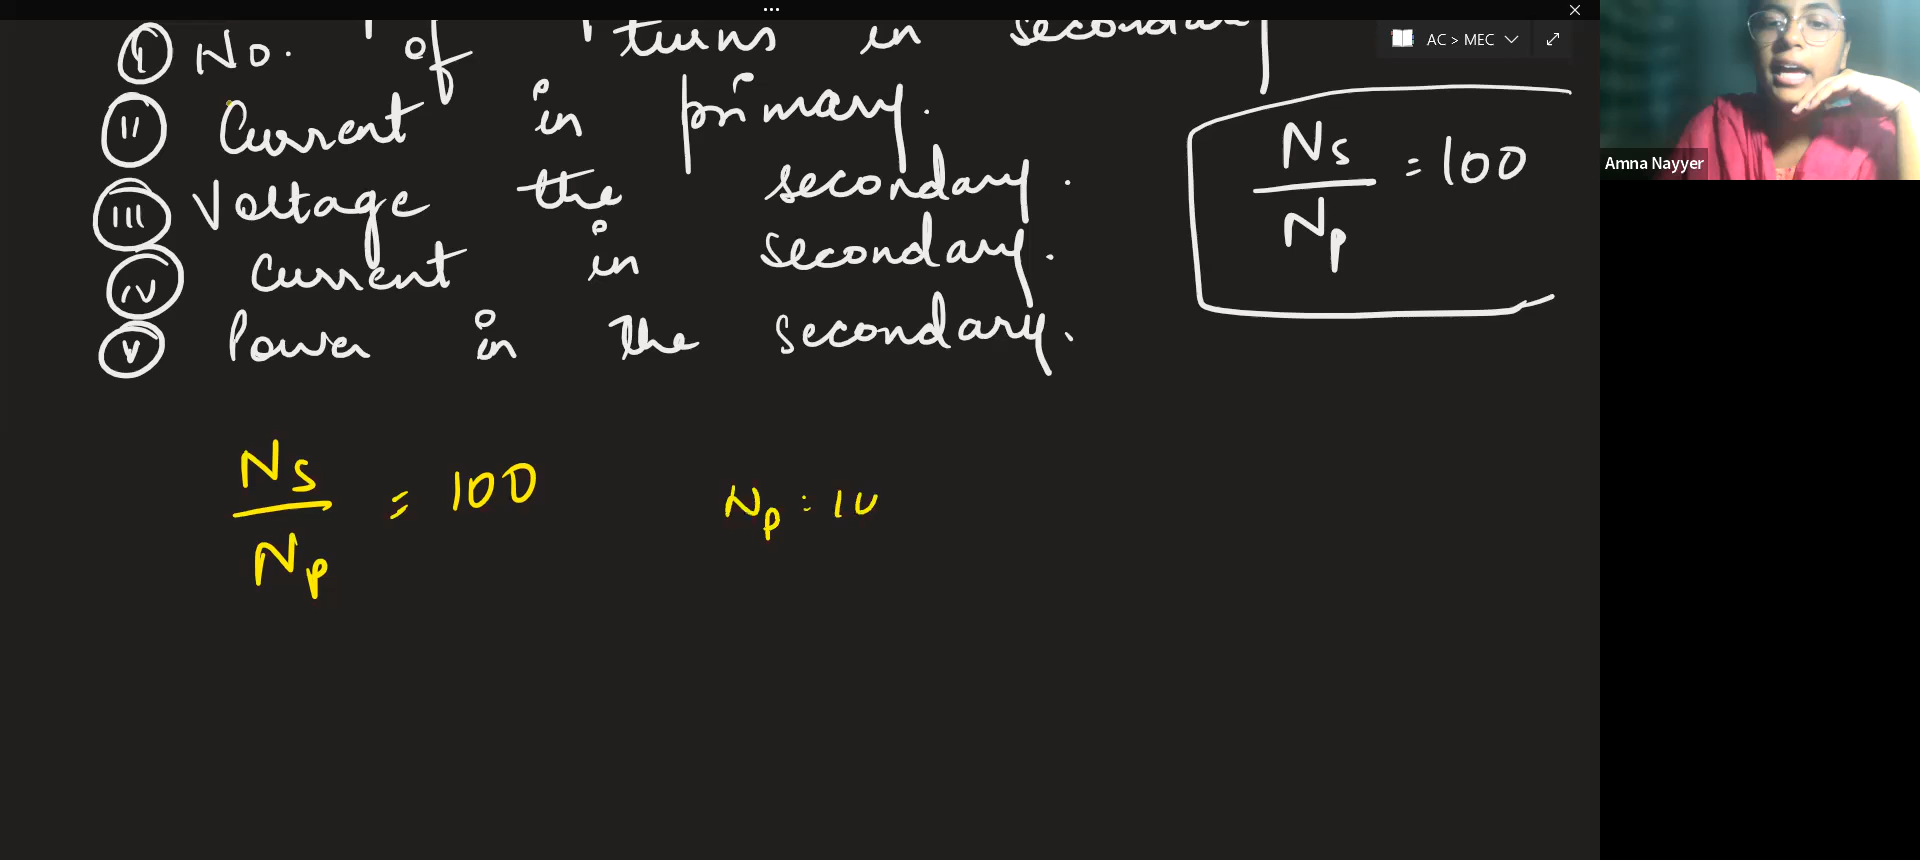 (I) No. of turns in secondary
AC > MEC
(II) Current in primary.
(III) Voltage the secondary.
(IV) Current in secondary.
(V) Power in the secondary.
Ns/Np = 100
Amna Nayyer
Ns/Np = 100
Np = 10